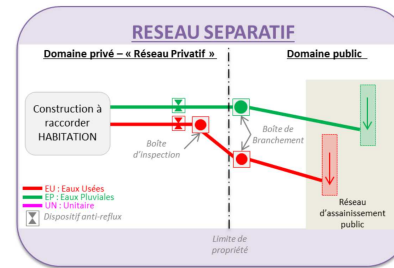 RESEAU SEPARATIF
Domaine privé – « Réseau Privatif »
Domaine public
Construction à
raccorder
HABITATION
Boîte
d'inspection
Boîte de
Branchement
EU : Eaux Usées
EP : Eaux Pluviales
UN : Unitaire
Dispositif anti-reflux
Réseau
d'assainissement
public
Limite de
propriété